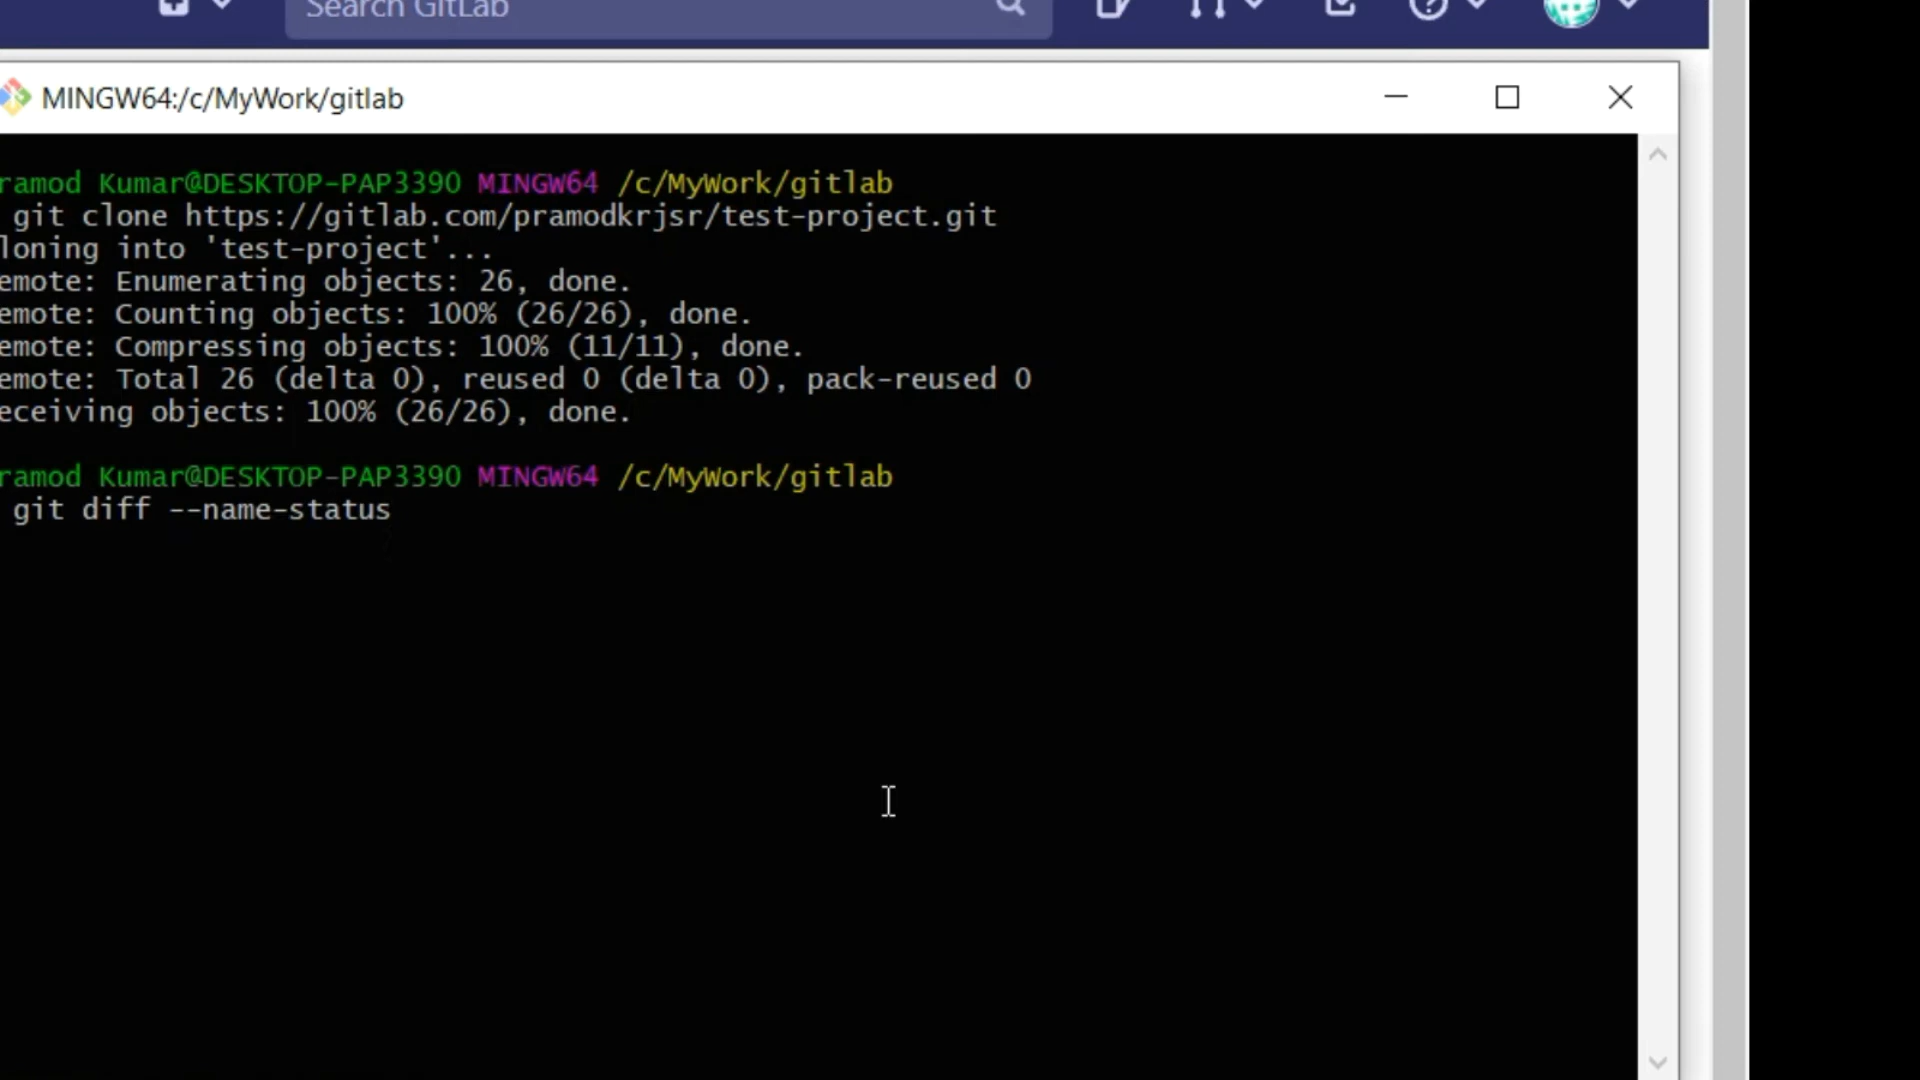 Search GitLab
MINGW64:/c/MyWork/gitlab
ramod Kumar@DESKTOP-PAP3390 MINGW64 /c/MyWork/gitlab
git clone https://gitlab.com/pramodkrjsr/test-project.git
loning into 'test-project'...
emote: Enumerating objects: 26, done.
emote: Counting objects: 100% (26/26), done.
emote: Compressing objects: 100% (11/11), done.
emote: Total 26 (delta 0), reused 0 (delta 0), pack-reused 0
eceiving objects: 100% (26/26), done.
ramod Kumar@DESKTOP-PAP3390 MINGW64 /c/MyWork/gitlab
git diff --name-status